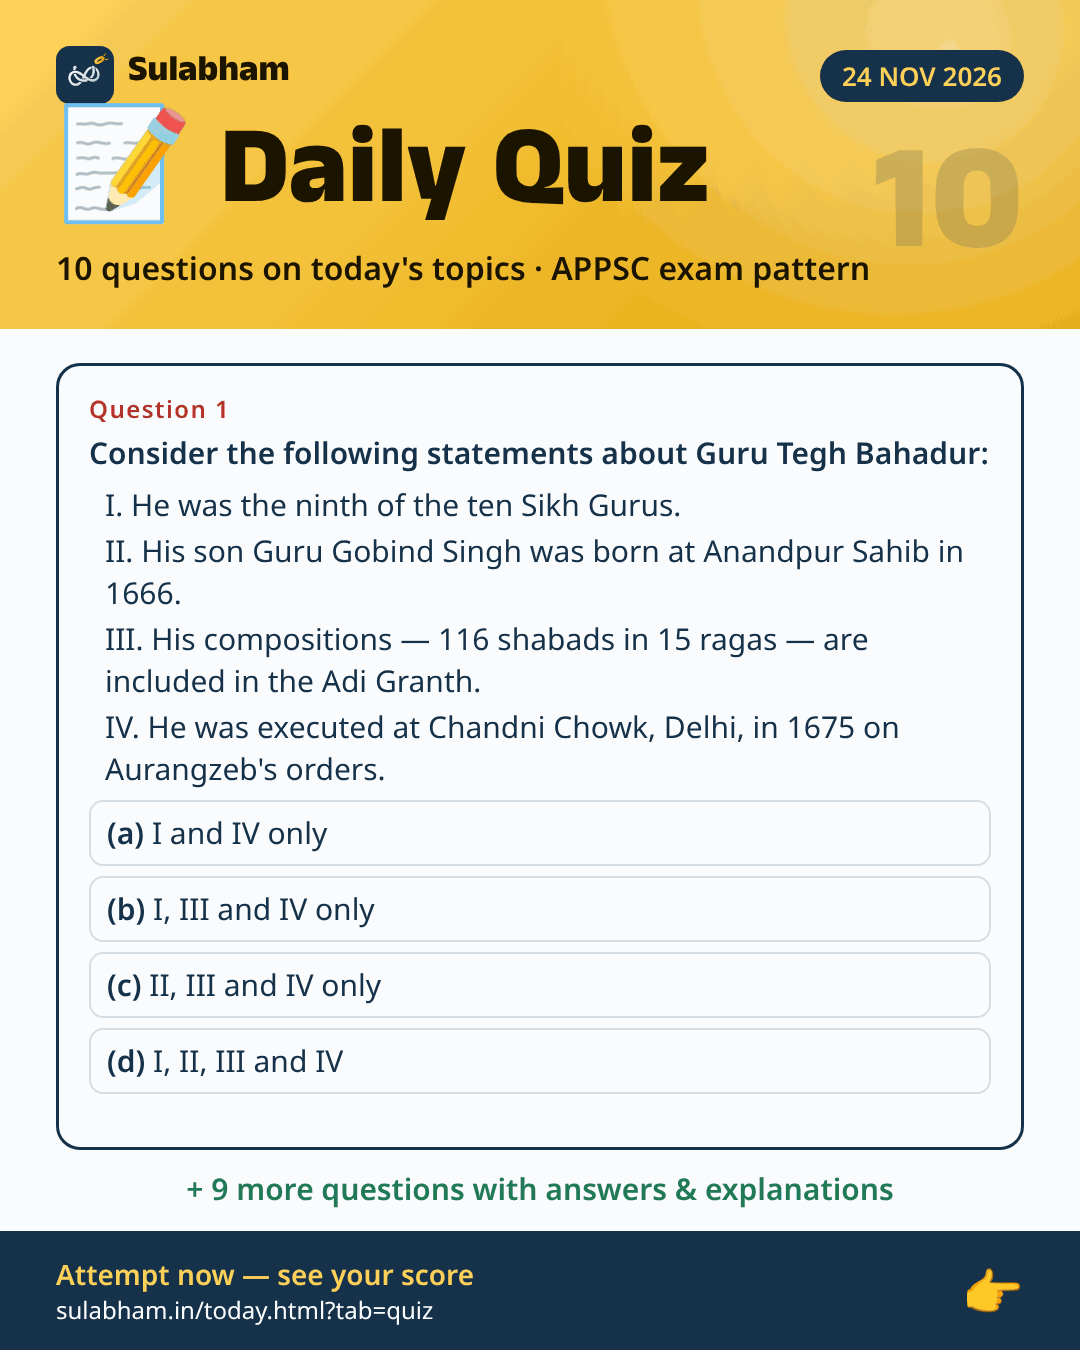 Sulabham
24 NOV 2026
Daily Quiz
10
10 questions on today's topics · APPSC exam pattern
Question 1
Consider the following statements about Guru Tegh Bahadur:
I. He was the ninth of the ten Sikh Gurus.
II. His son Guru Gobind Singh was born at Anandpur Sahib in
1666.
III. His compositions — 116 shabads in 15 ragas — are
included in the Adi Granth.
IV. He was executed at Chandni Chowk, Delhi, in 1675 on
Aurangzeb's orders.
(a) I and IV only
(b) I, III and IV only
(c) II, III and IV only
(d) I, II, III and IV
+ 9 more questions with answers & explanations
Attempt now — see your score
sulabham.in/today.html?tab=quiz